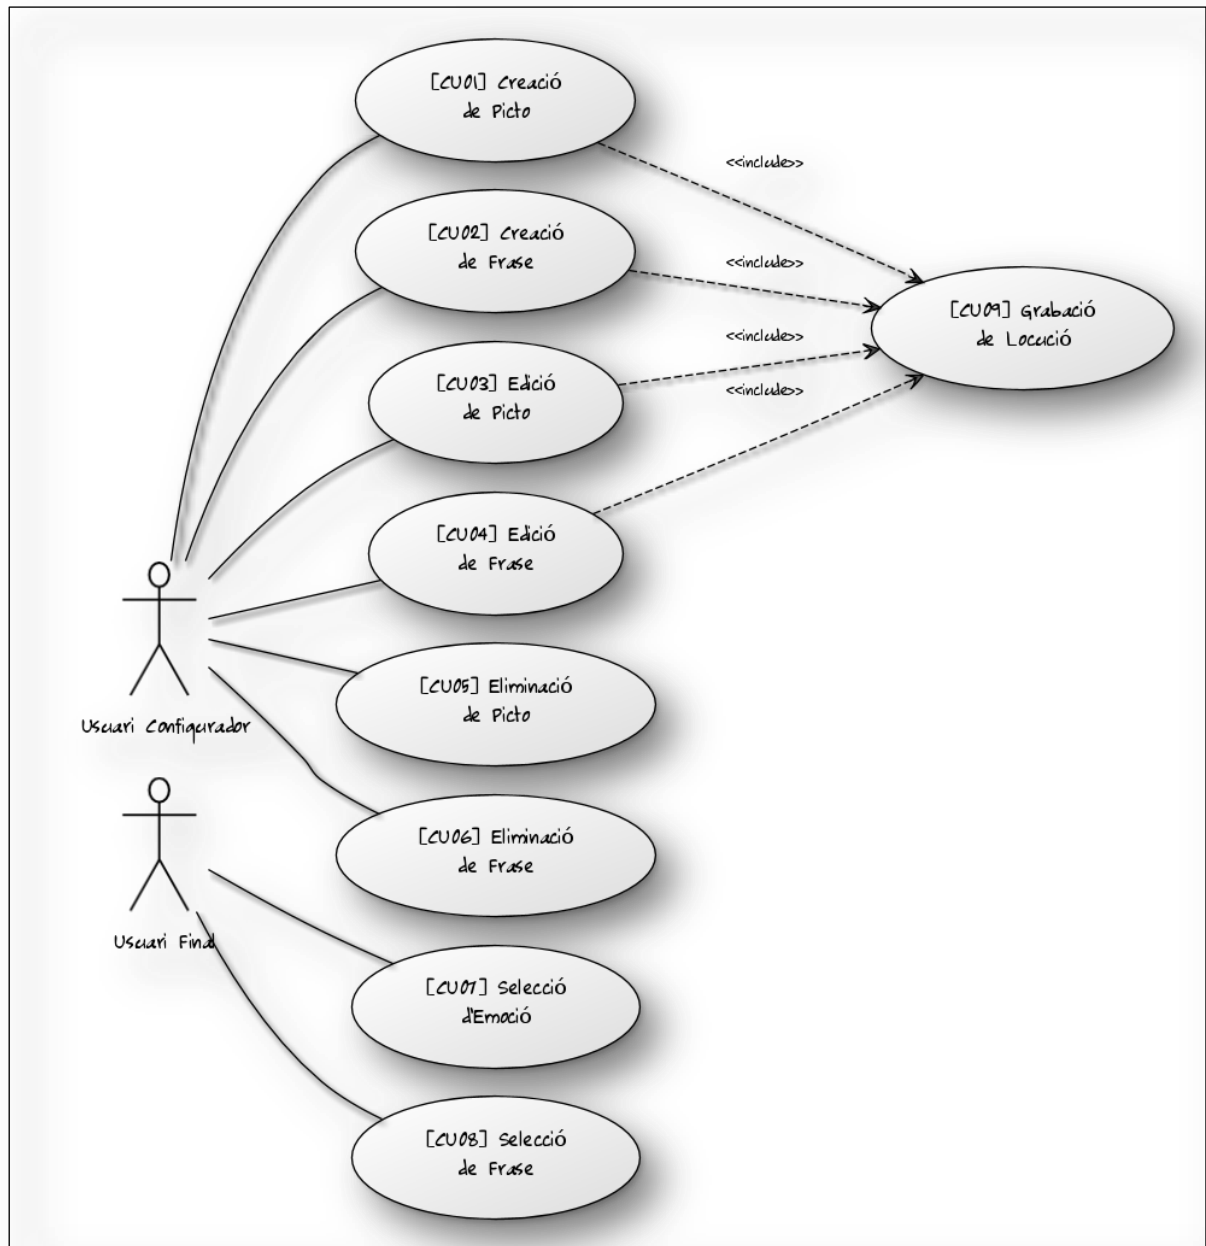 [CU01] Creació
de Picto
<<include>>
[CU02] Creació
de Frase
<<include>>
[CU09] Grabació
de Locució
<<include>>
[CU03] Edició
de Picto
<<include>>
[CU04] Edició
de Frase
[CU05] Eliminació
de Picto
Usuari Configurador
[CU06] Eliminació
de Frase
Usuari Final
[CU07] Selecció
d'Emoció
[CU08] Selecció
de Frase